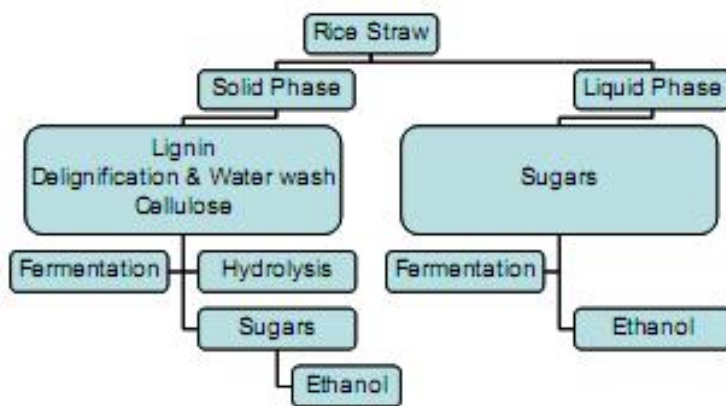 Rice Straw
Solid Phase
Liquid Phase
Lignin
Delignification & Water wash
Cellulose
Sugars
Fermentation
Hydrolysis
Fermentation
Sugars
Ethanol
Ethanol